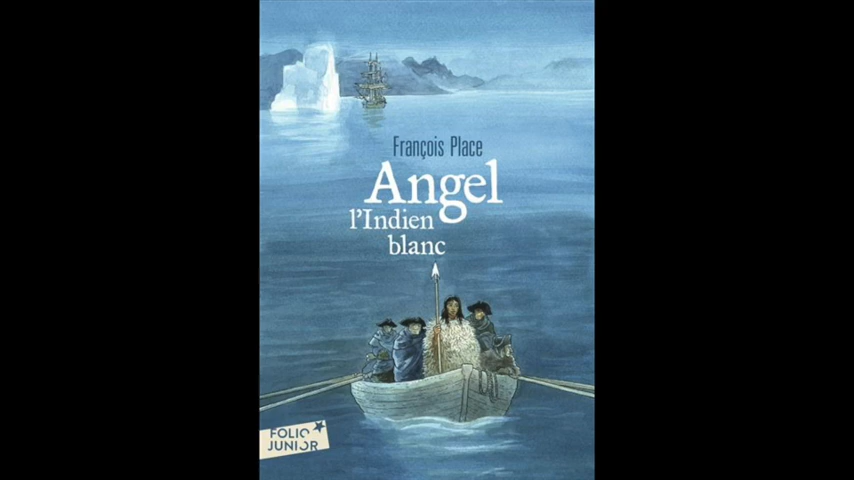 François Place
Angel
l'Indien
blanc
FOLIO
JUNIOR